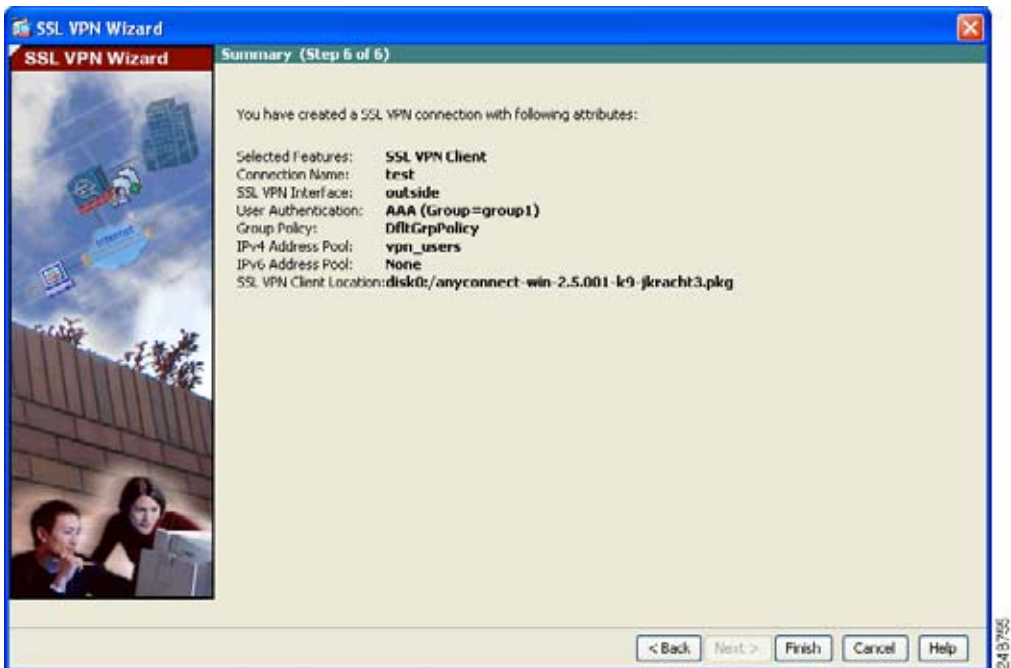 SSL VPN Wizard
SSL VPN Wizard
Summary (Step 6 of 6)
You have created a SSL VPN connection with following attributes:
Selected Features: SSL VPN Client
Connection Name: test
SSL VPN Interface: outside
User Authentication: AAA (Group=group1)
Group Policy: DfltGrpPolicy
IPv4 Address Pool: vpn_users
IPv6 Address Pool: None
SSL VPN Client Location:disk0:/anyconnect-win-2.5.001-k9-jkracht3.pkg
Internet
< Back Next > Finish Cancel Help
248755